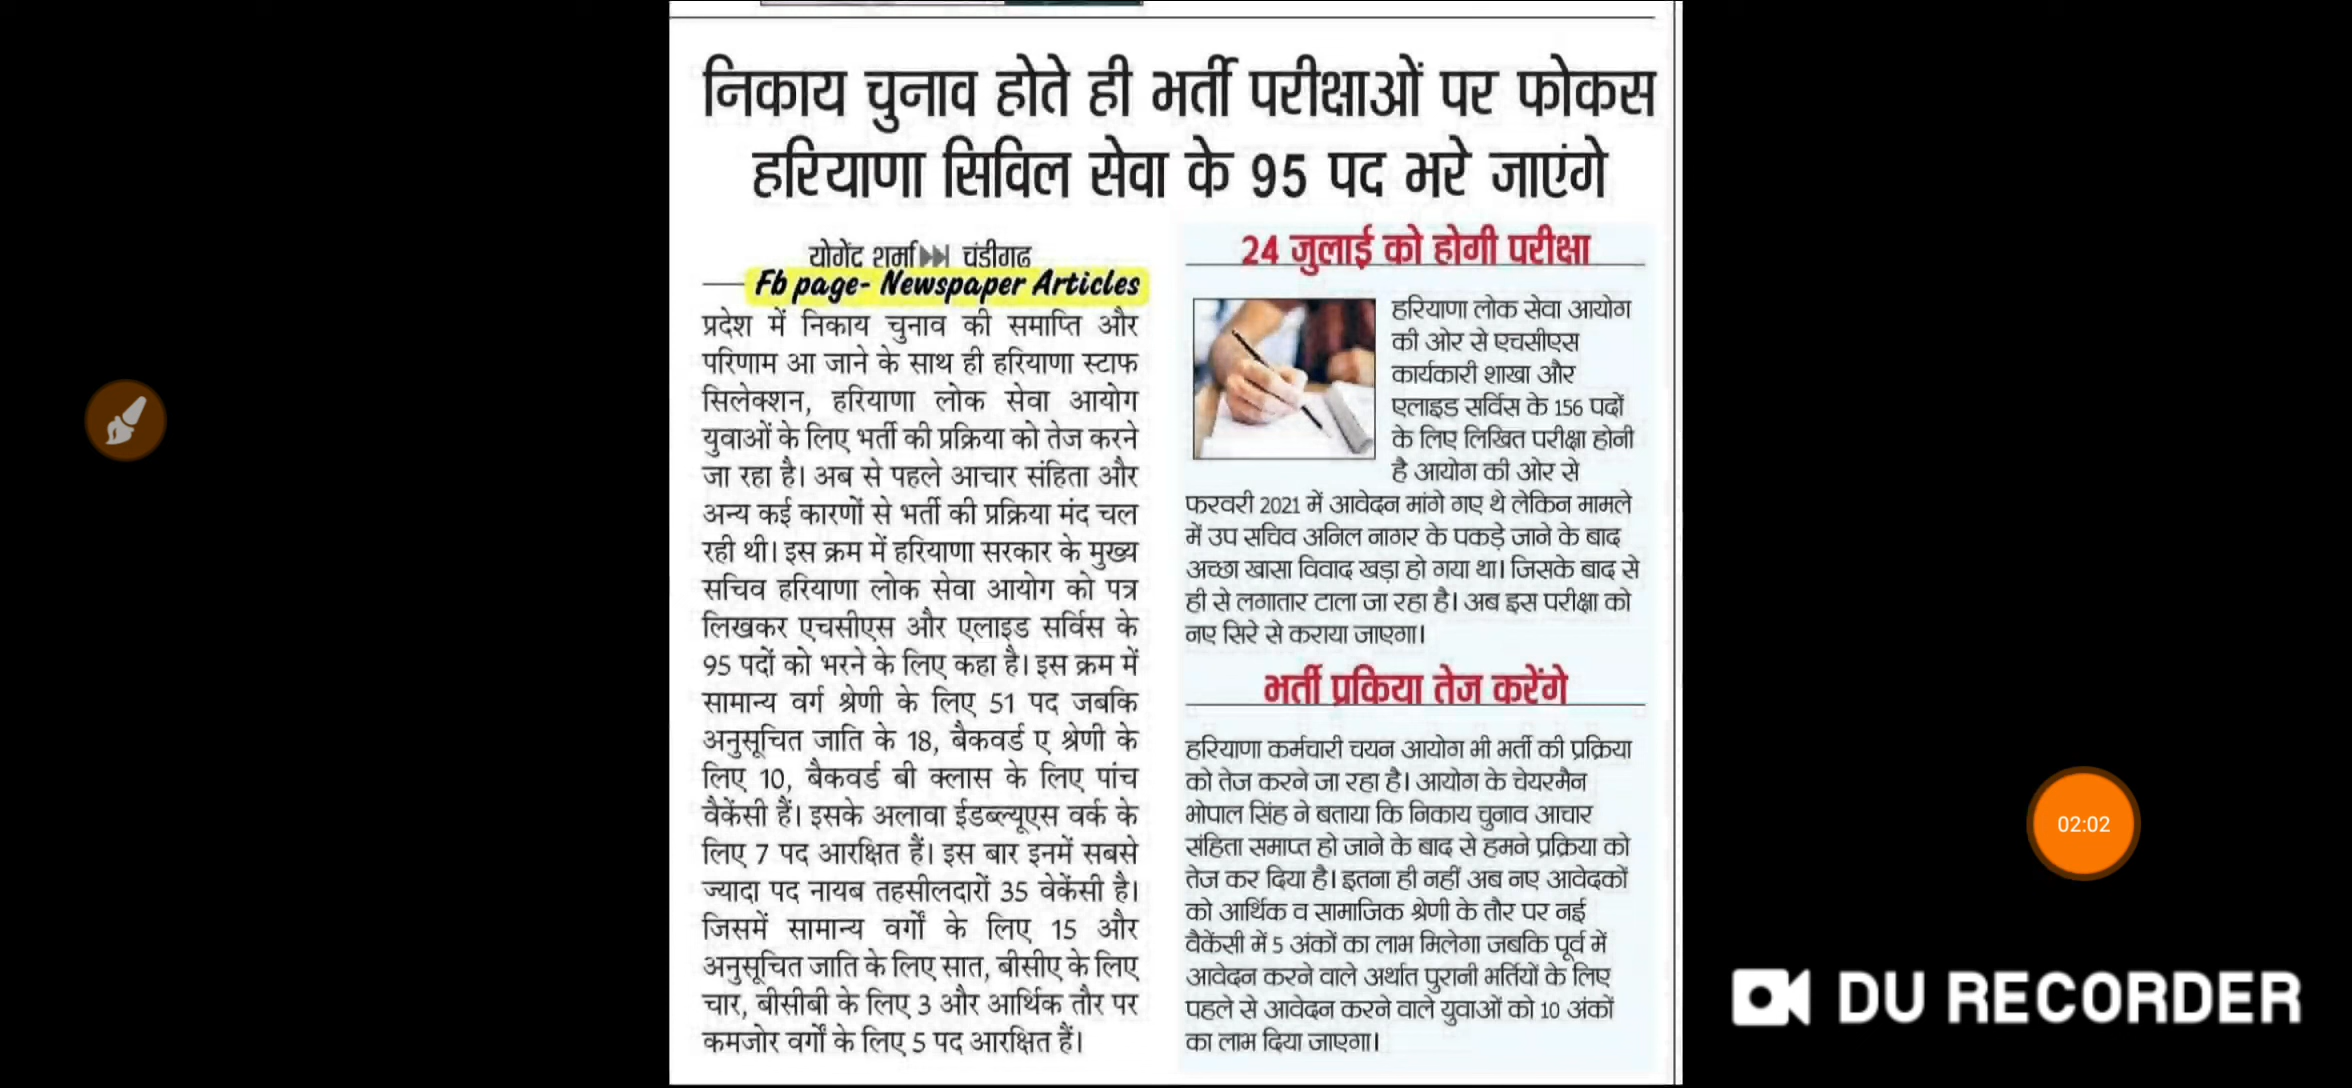 निकाय चुनाव होते ही भर्ती परीक्षाओं पर फोकस
हरियाणा सिविल सेवा के 95 पद भरे जाएंगे
योगेंद्र शर्मा चंडीगढ़
Fb page- Newspaper Articles
प्रदेश में निकाय चुनाव की समाप्ति और
परिणाम आ जाने के साथ ही हरियाणा स्टाफ
सिलेक्शन, हरियाणा लोक सेवा आयोग
युवाओं के लिए भर्ती की प्रक्रिया को तेज करने
जा रहा है। अब से पहले आचार संहिता और
अन्य कई कारणों से भर्ती की प्रक्रिया मंद चल
रही थी। इस क्रम में हरियाणा सरकार के मुख्य
सचिव हरियाणा लोक सेवा आयोग को पत्र
लिखकर एचसीएस और एलाइड सर्विस के
95 पदों को भरने के लिए कहा है। इस क्रम में
सामान्य वर्ग श्रेणी के लिए 51 पद जबकि
अनुसूचित जाति के 18, बैकवर्ड ए श्रेणी के
लिए 10, बैकवर्ड बी क्लास के लिए पांच
वैकेंसी हैं। इसके अलावा ईडब्ल्यूएस वर्क के
लिए 7 पद आरक्षित हैं। इस बार इनमें सबसे
ज्यादा पद नायब तहसीलदारों 35 वेकेंसी है।
जिसमें सामान्य वर्गों के लिए 15 और
अनुसूचित जाति के लिए सात, बीसीए के लिए
चार, बीसीबी के लिए 3 और आर्थिक तौर पर
कमजोर वर्गों के लिए 5 पद आरक्षित हैं।
24 जुलाई को होगी परीक्षा
हरियाणा लोक सेवा आयोग
की ओर से एचसीएस
कार्यकारी शाखा और
एलाइड सर्विस के 156 पदों
के लिए लिखित परीक्षा होनी
है आयोग की ओर से
फरवरी 2021 में आवेदन मांगे गए थे लेकिन मामले
में उप सचिव अनिल नागर के पकड़े जाने के बाद
अच्छा खासा विवाद खड़ा हो गया था। जिसके बाद से
ही से लगातार टाला जा रहा है। अब इस परीक्षा को
नए सिरे से कराया जाएगा।
भर्ती प्रकिया तेज करेंगे
हरियाणा कर्मचारी चयन आयोग भी भर्ती की प्रक्रिया
को तेज करने जा रहा है। आयोग के चेयरमैन
भोपाल सिंह ने बताया कि निकाय चुनाव आचार
संहिता समाप्त हो जाने के बाद से हमने प्रक्रिया को
तेज कर दिया है। इतना ही नहीं अब नए आवेदकों
को आर्थिक व सामाजिक श्रेणी के तौर पर नई
वैकेंसी में 5 अंकों का लाभ मिलेगा जबकि पूर्व में
आवेदन करने वाले अर्थात पुरानी भर्तियों के लिए
पहले से आवेदन करने वाले युवाओं को 10 अंकों
का लाभ दिया जाएगा।
02:02
DU RECORDER